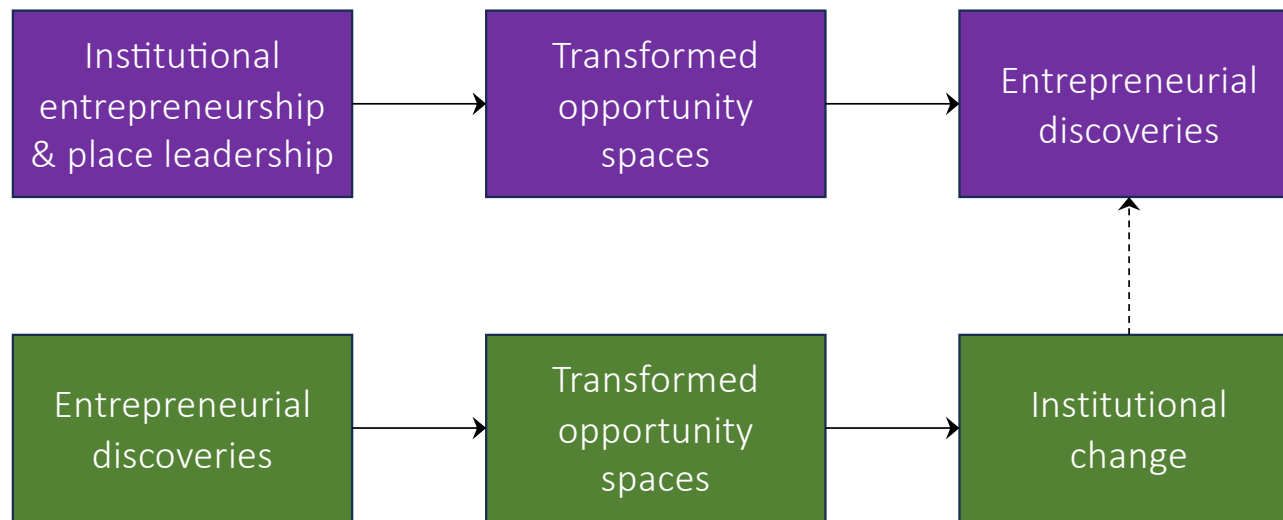 Institutional
entrepreneurship
& place leadership
Transformed
opportunity
spaces
Entrepreneurial
discoveries
Entrepreneurial
discoveries
Transformed
opportunity
spaces
Institutional
change